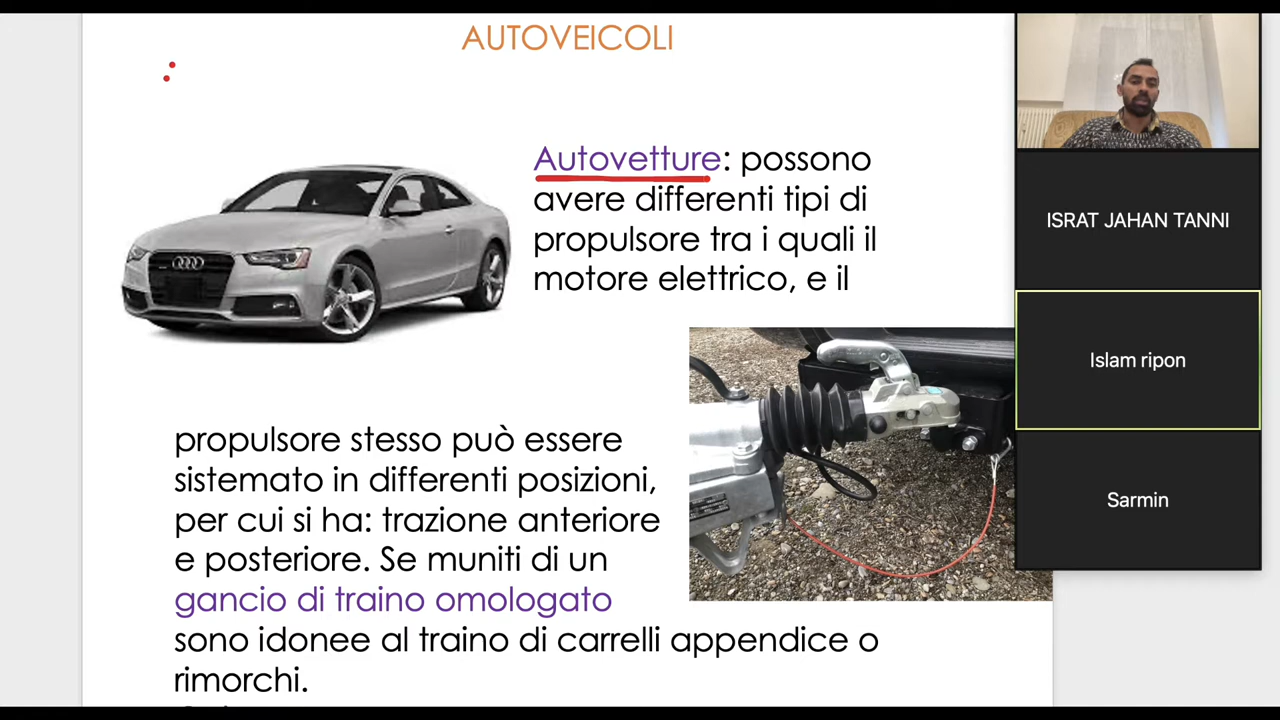 AUTOVEICOLI
Autovetture: possono
avere differenti tipi di
propulsore tra i quali il
motore elettrico, e il
propulsore stesso può essere
sistemato in differenti posizioni,
per cui si ha: trazione anteriore
e posteriore. Se muniti di un
gancio di traino omologato
sono idonee al traino di carrelli appendice o
rimorchi.
ISRAT JAHAN TANNI
Islam ripon
Sarmin